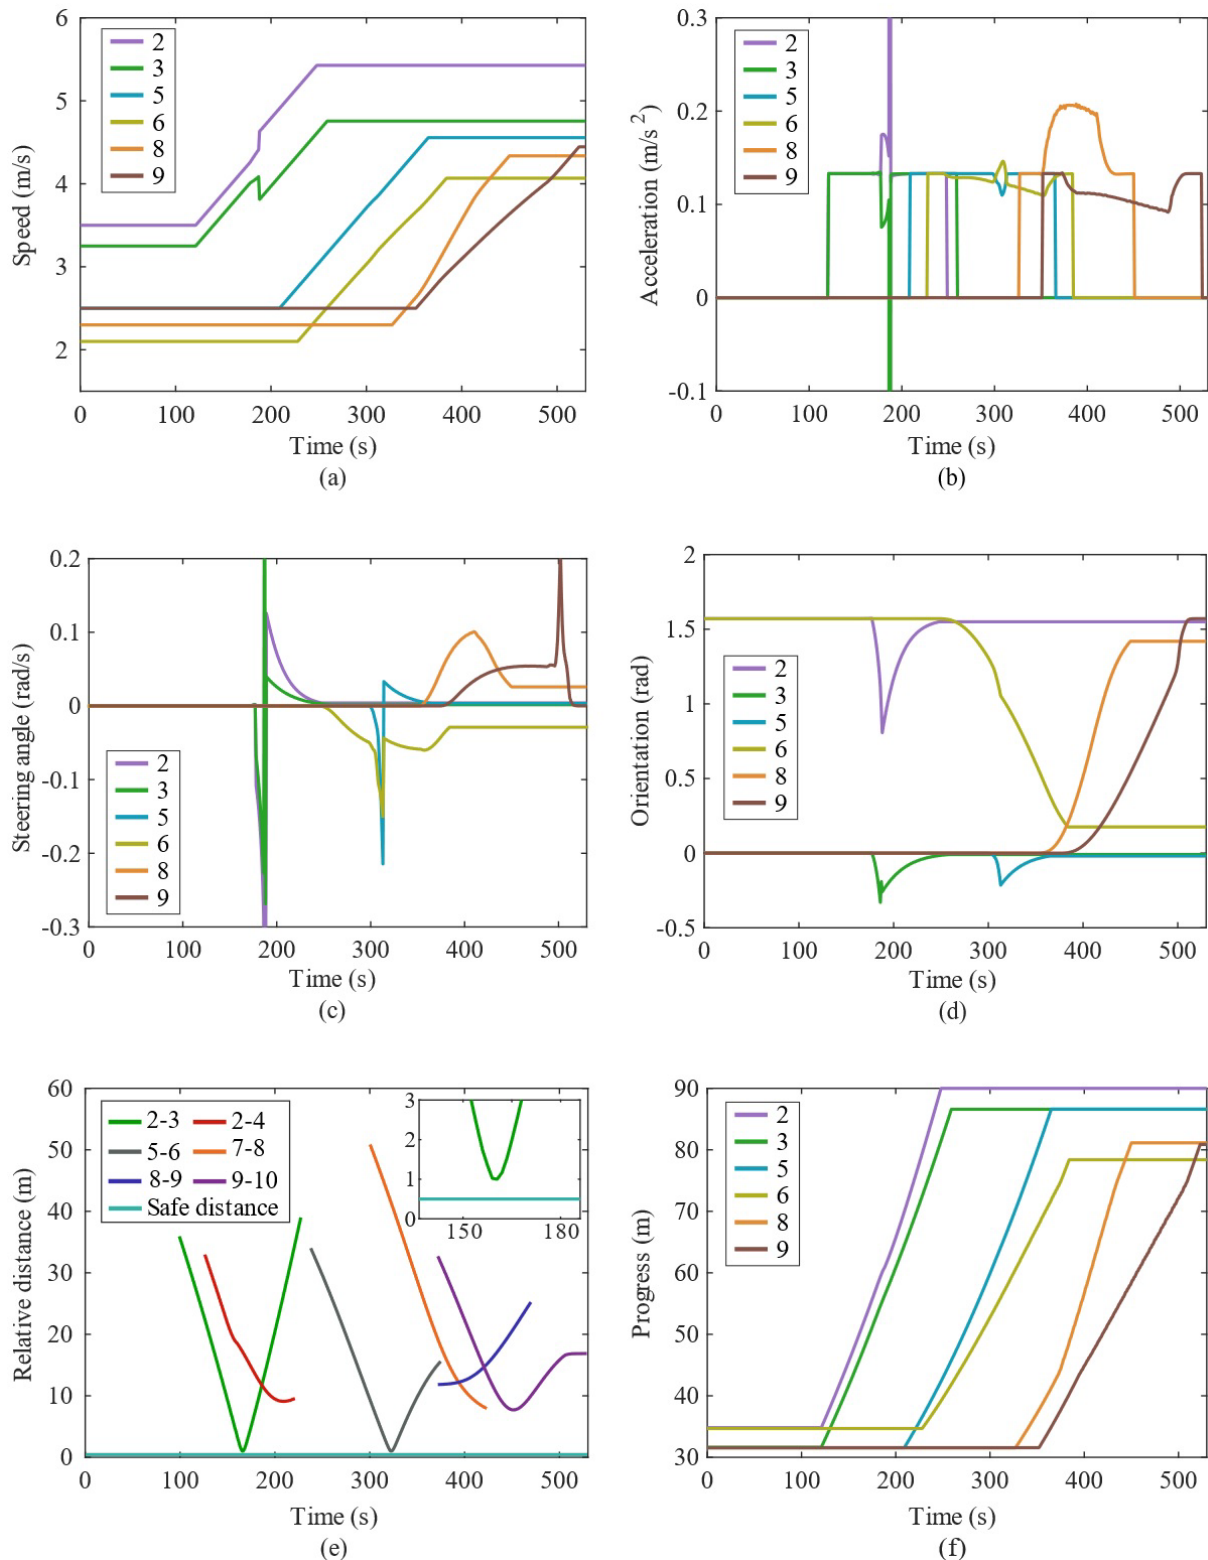 6
5
4
3
2
Speed (m/s)
2
3
5
6
8
9
0 100 200 300 400 500
Time (s)
(a)
0.3
0.2
0.1
0
-0.1
Acceleration (m/s²)
2
3
5
6
8
9
0 100 200 300 400 500
Time (s)
(b)
0.2
0.1
0
-0.1
-0.2
-0.3
Steering angle (rad/s)
2
3
5
6
8
9
0 100 200 300 400 500
Time (s)
(c)
2
1.5
1
0.5
0
-0.5
Orientation (rad)
2
3
5
6
8
9
0 100 200 300 400 500
Time (s)
(d)
60
50
40
30
20
10
0
Relative distance (m)
2-3 2-4
5-6 7-8
8-9 9-10
Safe distance
3
2
1
0
150 180
0 100 200 300 400 500
Time (s)
(e)
90
80
70
60
50
40
30
Progress (m)
2
3
5
6
8
9
0 100 200 300 400 500
Time (s)
(f)